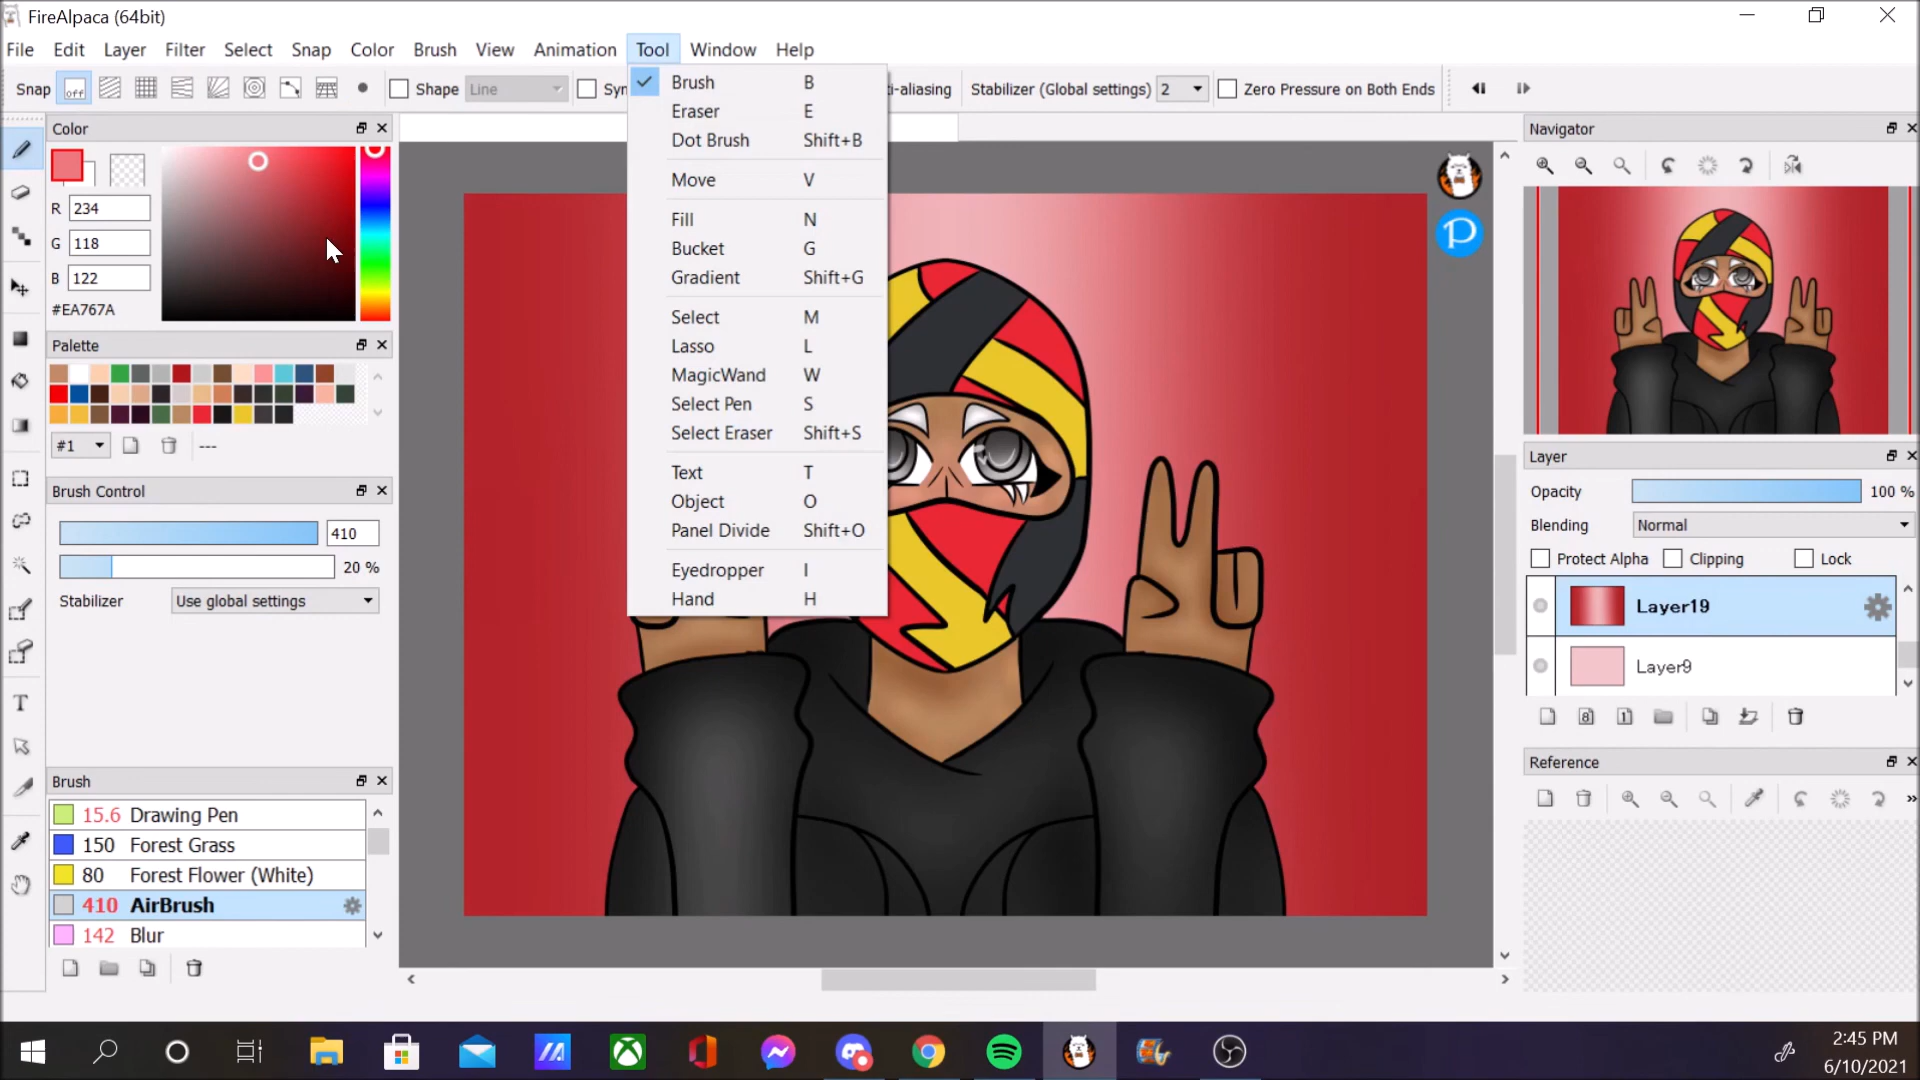 FireAlpaca (64bit)
File Edit Layer Filter Select Snap Color Brush View Animation Tool Window Help
Snap off Shape Line Syn i-aliasing Stabilizer (Global settings) 2 Zero Pressure on Both Ends
Color
R 234
G 118
B 122
#EA767A
Palette
#1 ---
Brush Control
410
20 %
Stabilizer Use global settings
Brush
15.6 Drawing Pen
150 Forest Grass
80 Forest Flower (White)
410 AirBrush
142 Blur
Brush B
Eraser E
Dot Brush Shift+B
Move V
Fill N
Bucket G
Gradient Shift+G
Select M
Lasso L
MagicWand W
Select Pen S
Select Eraser Shift+S
Text T
Object O
Panel Divide Shift+O
Eyedropper I
Hand H
Navigator
Layer
Opacity 100 %
Blending Normal
Protect Alpha Clipping Lock
Layer19
Layer9
8 1
Reference
T
P
2:45 PM
6/10/2021